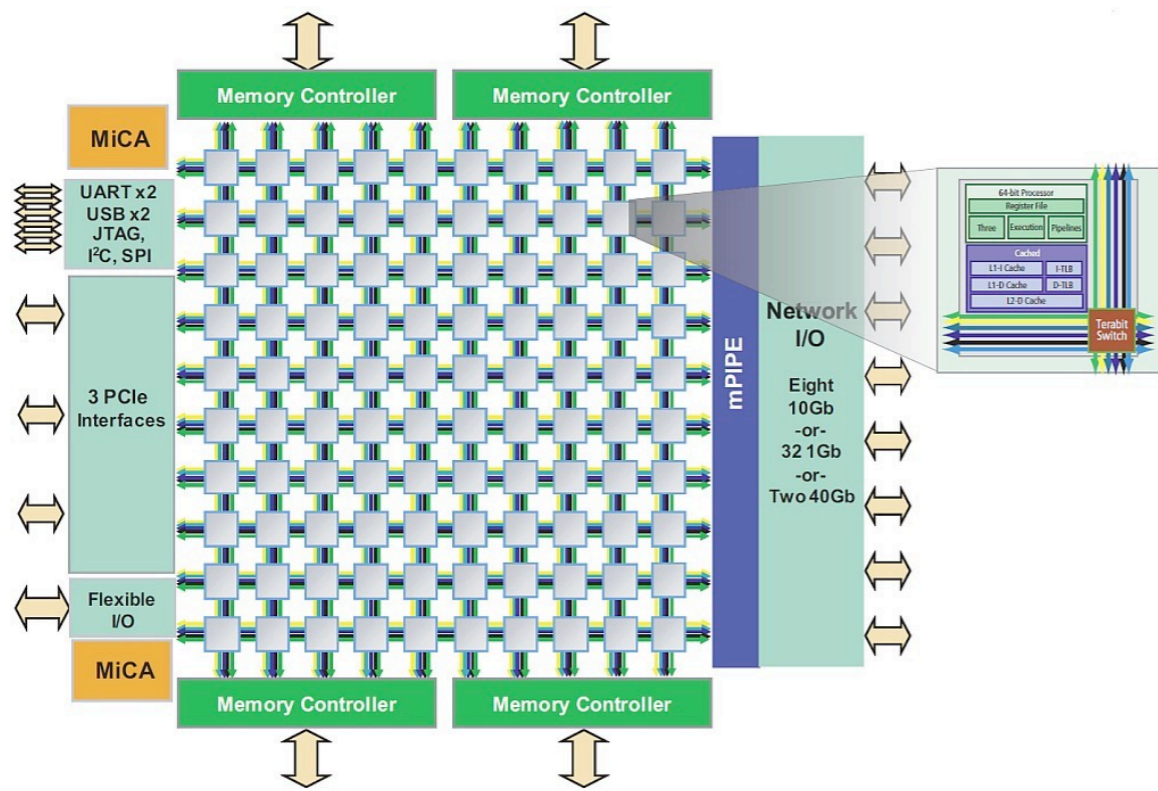 Memory Controller
Memory Controller
MiCA
UART x2
USB x2
JTAG,
I²C, SPI
3 PCIe
Interfaces
Flexible
I/O
MiCA
mPIPE
Network
I/O
Eight
10Gb
-or-
32 1Gb
-or-
Two 40Gb
64-bit Processor
Register File
Three
Execution
Pipelines
Cached
L1-I Cache
I-TLB
L1-D Cache
D-TLB
L2-D Cache
Terabit
Switch
Memory Controller
Memory Controller